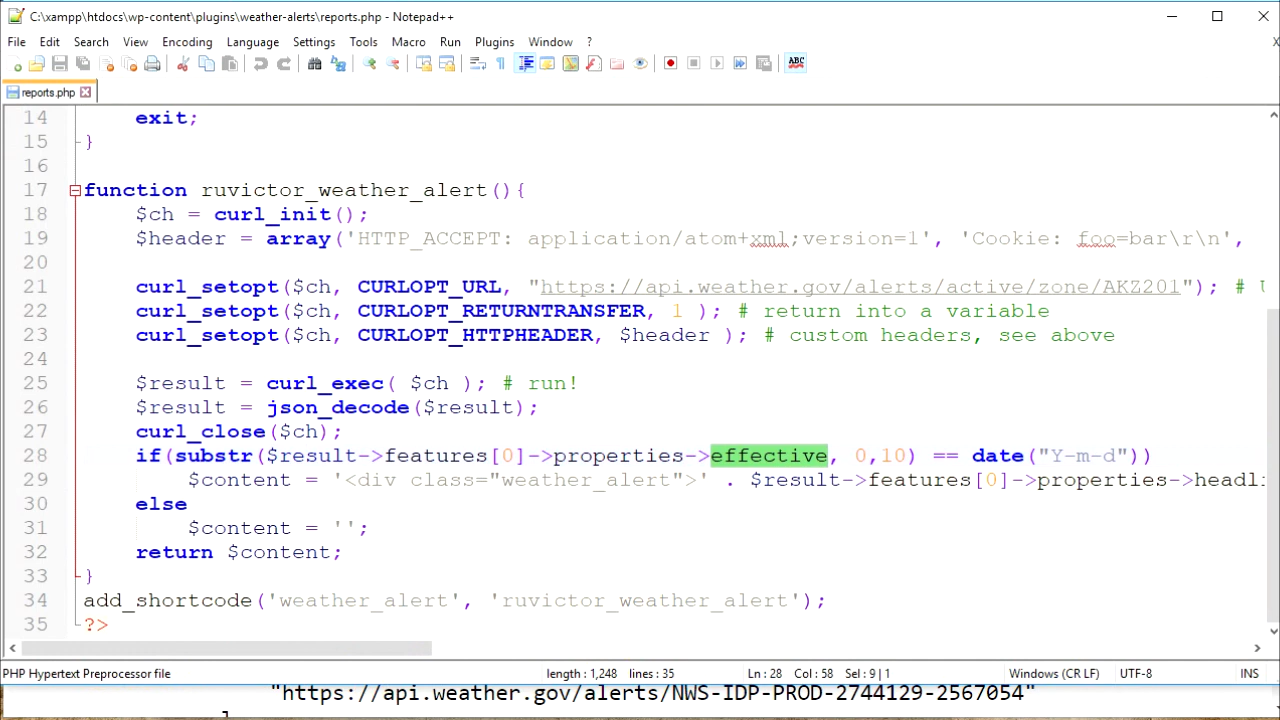 C:\xampp\htdocs\wp-content\plugins\weather-alerts\reports.php - Notepad++
File Edit Search View Encoding Language Settings Tools Macro Run Plugins Window ?
X
ABC
reports.php
14 exit;
15 }
16
17 function ruvictor_weather_alert(){
18 $ch = curl_init();
19 $header = array('HTTP_ACCEPT: application/atom+xml;version=1', 'Cookie: foo=bar\r\n',
20
21 curl_setopt($ch, CURLOPT_URL, "https://api.weather.gov/alerts/active/zone/AKZ201"); #
22 curl_setopt($ch, CURLOPT_RETURNTRANSFER, 1 ); # return into a variable
23 curl_setopt($ch, CURLOPT_HTTPHEADER, $header ); # custom headers, see above
24
25 $result = curl_exec( $ch ); # run!
26 $result = json_decode($result);
27 curl_close($ch);
28 if(substr($result->features[0]->properties->effective, 0,10) == date("Y-m-d"))
29 $content = '<div class="weather_alert">' . $result->features[0]->properties->headli
30 else
31 $content = '';
32 return $content;
33 }
34 add_shortcode('weather_alert', 'ruvictor_weather_alert');
35 ?>
PHP Hypertext Preprocessor file length : 1,248 lines : 35 Ln : 28 Col : 58 Sel : 9 | 1 Windows (CR LF) UTF-8 INS
"https://api.weather.gov/alerts/NWS-IDP-PROD-2744129-2567054"